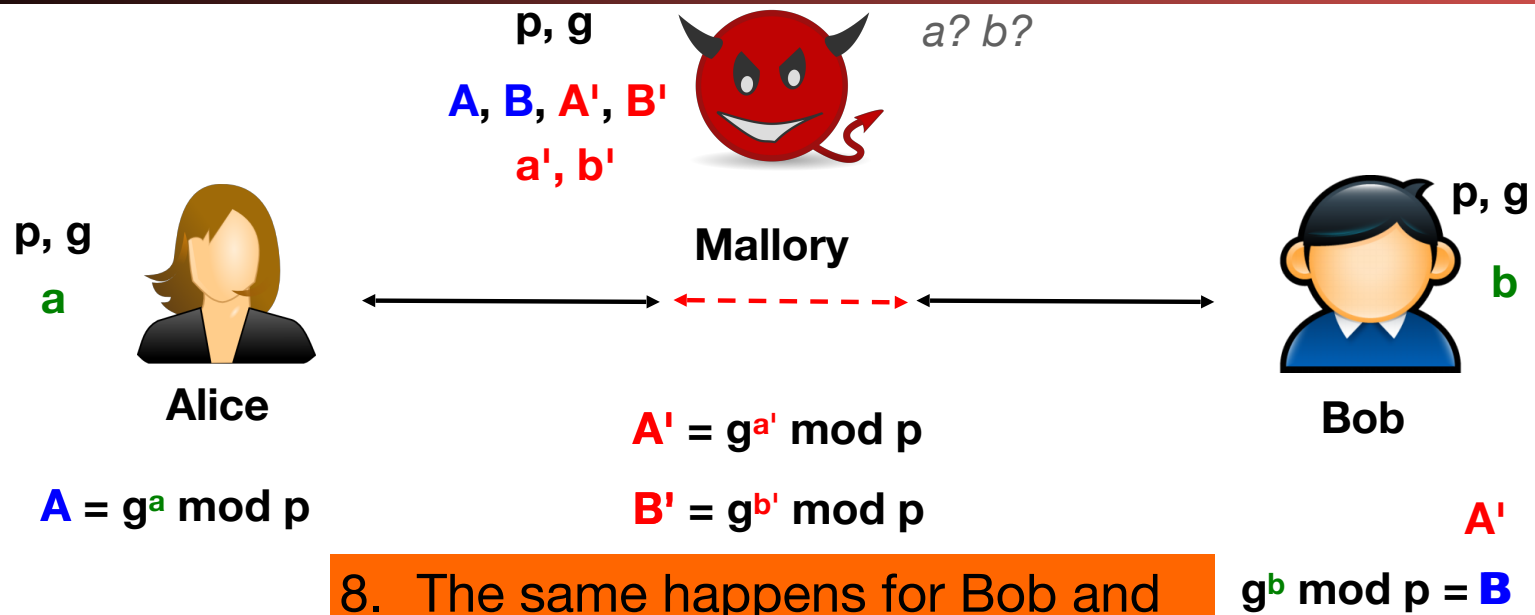 p, g
a? b?
A, B, A', B'
a', b'
p, g
a
Mallory
p, g
b
Alice
Bob
A' = gᵃ' mod p
A = gᵃ mod p
B' = gᵇ' mod p
A'
8. The same happens for Bob and
gᵇ mod p = B